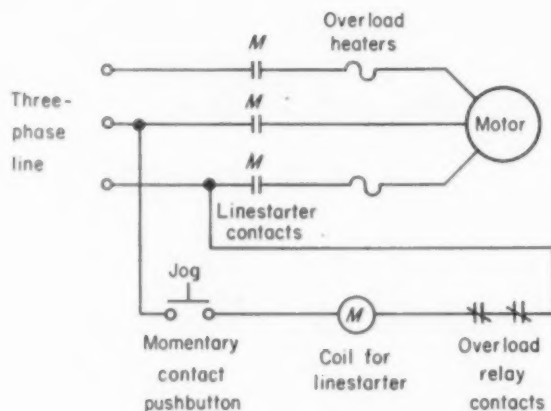 Overload
heaters
M
Three-
phase
line
M
Motor
M
Linestarter
contacts
Jog
M
Momentary
contact
pushbutton
Coil for
linestarter
Overload
relay
contacts